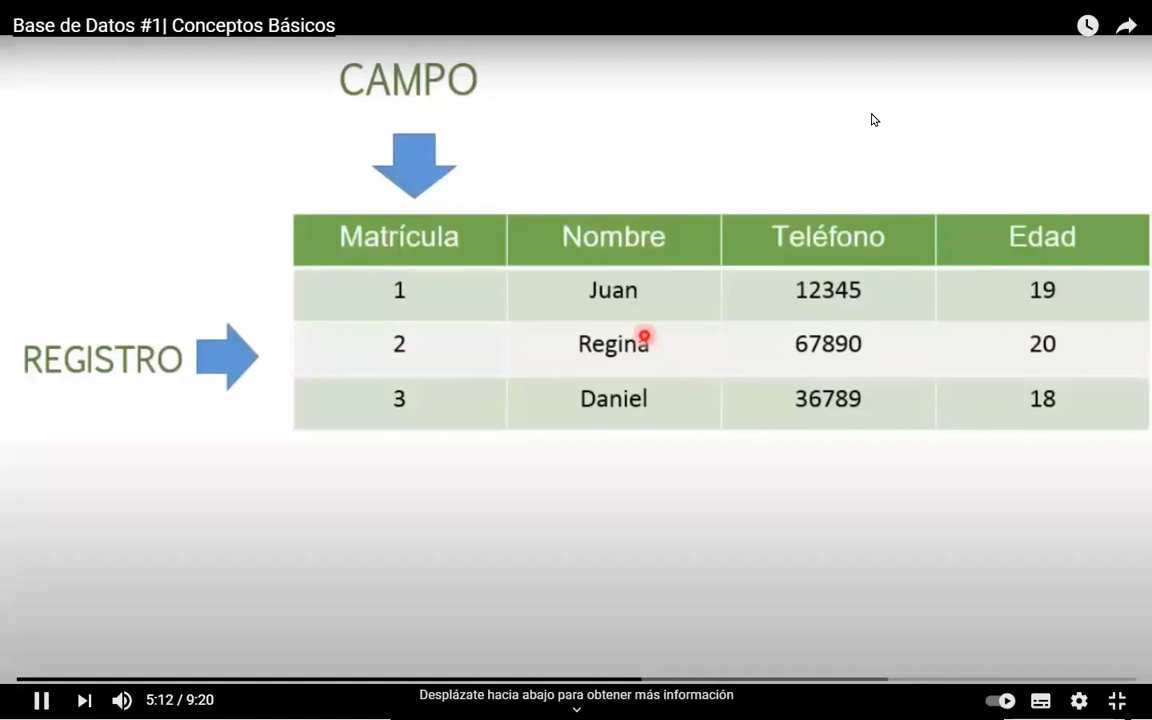 Base de Datos #1| Conceptos Básicos
CAMPO
Matrícula Nombre Teléfono Edad
1 Juan 12345 19
REGISTRO 2 Regina 67890 20
3 Daniel 36789 18
5:12 / 9:20
Desplázate hacia abajo para obtener más información